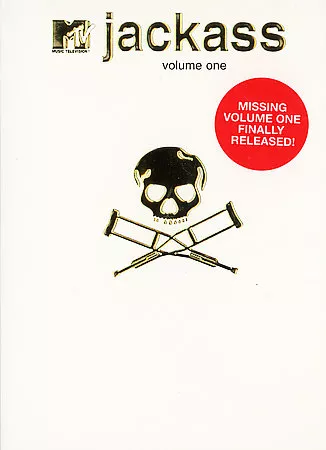 MTV
MUSIC TELEVISION®
jackass
volume one
MISSING
VOLUME ONE
FINALLY
RELEASED!